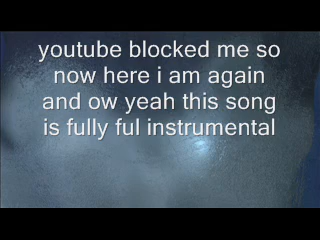 youtube blocked me so
now here i am again
and ow yeah this song
is fully ful instrumental